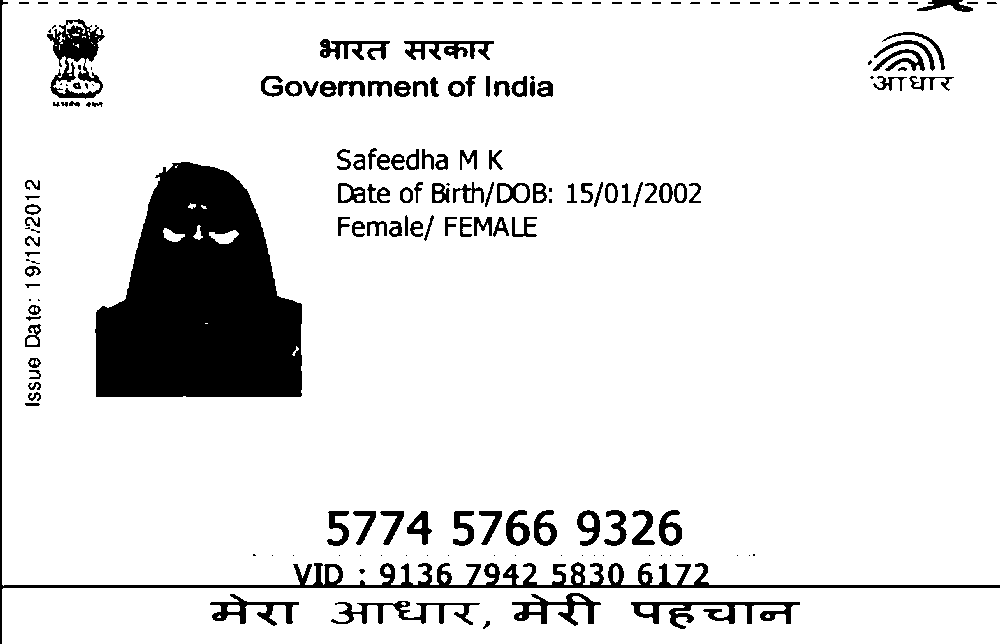 भारत सरकार
Government of India
आधार
Safeedha M K
Date of Birth/DOB: 15/01/2002
Female/ FEMALE
Issue Date: 19/12/2012
5774 5766 9326
VID : 9136 7942 5830 6172
मेरा आधार, मेरी पहचान